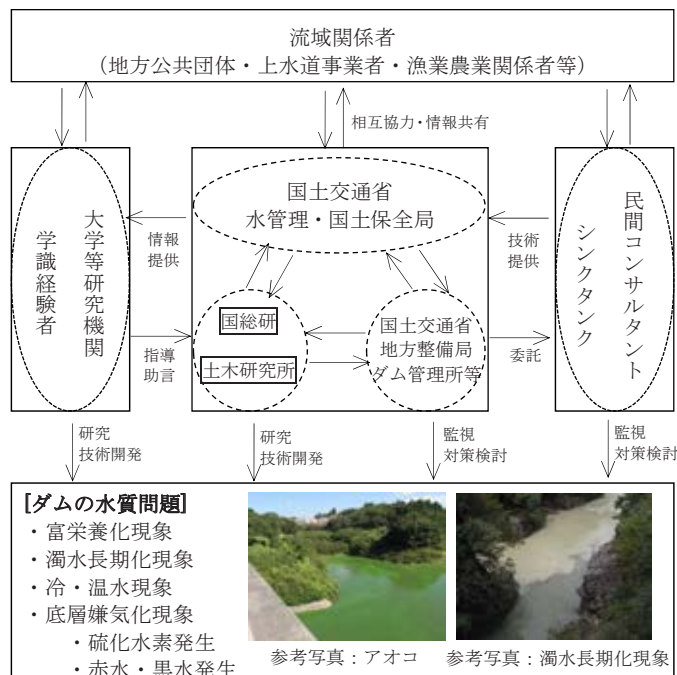 流域関係者
（地方公共団体・上水道事業者・漁業農業関係者等）
相互協力・情報共有
大学等研究機関
学識経験者
情報
提供
指導
助言
国土交通省
水管理・国土保全局
国総研
土木研究所
国土交通省
地方整備局
ダム管理所等
技術
提供
委託
民間コンサルタント
シンクタンク
研究
技術開発
研究
技術開発
監視
対策検討
監視
対策検討
[ダムの水質問題]
・富栄養化現象
・濁水長期化現象
・冷・温水現象
・底層嫌気化現象
・硫化水素発生
・赤水・黒水発生
参考写真：アオコ
参考写真：濁水長期化現象